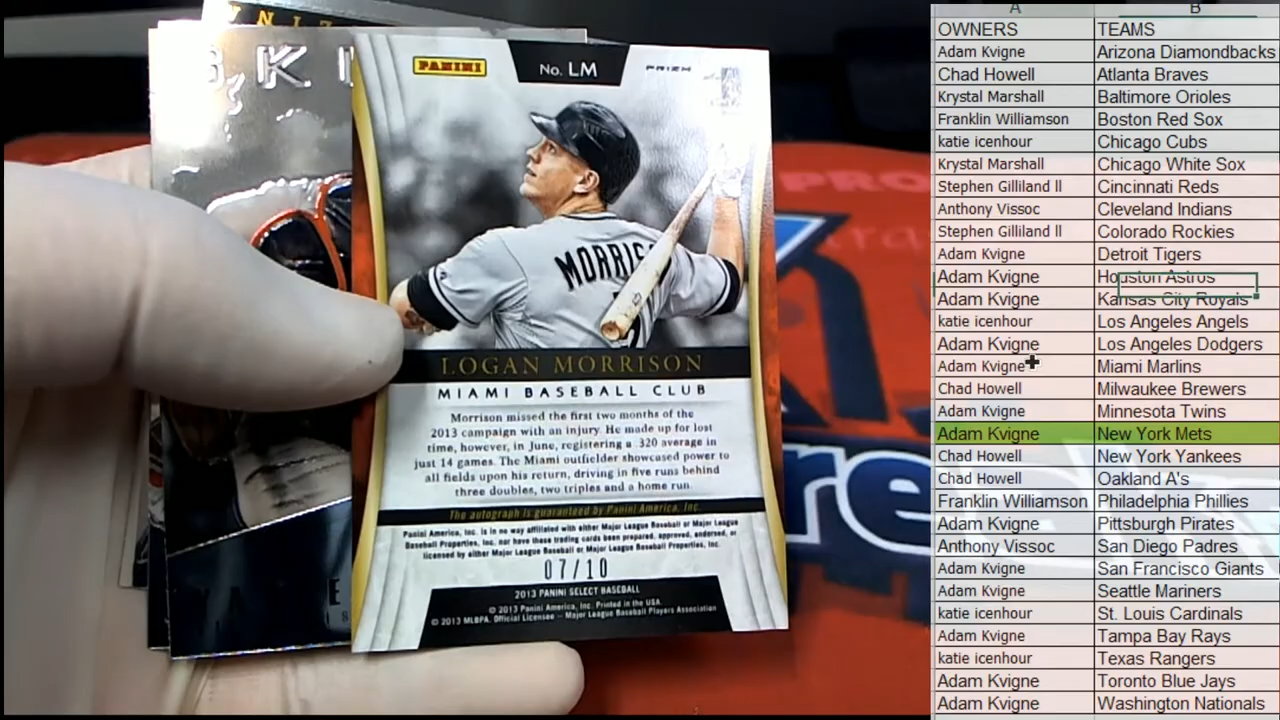 PANINI
No. LM
PRIZM
MORRIS
LOGAN MORRISON
MIAMI BASEBALL CLUB
Morrison missed the first two months of the
2013 campaign with an injury. He made up for lost
time, however, in June, registering a .320 average in
just 14 games. The Miami outfielder showcased power to
all fields upon his return, driving in five runs behind
three doubles, two triples and a home run.
The autograph is guaranteed by Panini America, Inc.
Panini America, Inc. is in no way affiliated with either Major League Baseball or Major League
Baseball Properties, Inc. nor have these trading cards been prepared, approved, endorsed, or
licensed by either Major League Baseball or Major League Baseball Properties, Inc.
07/10
2013 PANINI SELECT BASEBALL
© 2013 Panini America, Inc. Printed in the USA.
© 2013 MLBPA. Official Licensee – Major League Baseball Players Association
PRO
A B
OWNERS TEAMS
Adam Kvigne Arizona Diamondbacks
Chad Howell Atlanta Braves
Krystal Marshall Baltimore Orioles
Franklin Williamson Boston Red Sox
katie icenhour Chicago Cubs
Krystal Marshall Chicago White Sox
Stephen Gilliland ll Cincinnati Reds
Anthony Vissoc Cleveland Indians
Stephen Gilliland ll Colorado Rockies
Adam Kvigne Detroit Tigers
Adam Kvigne Houston Astros
Adam Kvigne Kansas City Royals
katie icenhour Los Angeles Angels
Adam Kvigne Los Angeles Dodgers
Adam Kvigne Miami Marlins
Chad Howell Milwaukee Brewers
Adam Kvigne Minnesota Twins
Adam Kvigne New York Mets
Chad Howell New York Yankees
Chad Howell Oakland A's
Franklin Williamson Philadelphia Phillies
Adam Kvigne Pittsburgh Pirates
Anthony Vissoc San Diego Padres
Adam Kvigne San Francisco Giants
Adam Kvigne Seattle Mariners
katie icenhour St. Louis Cardinals
Adam Kvigne Tampa Bay Rays
katie icenhour Texas Rangers
Adam Kvigne Toronto Blue Jays
Adam Kvigne Washington Nationals